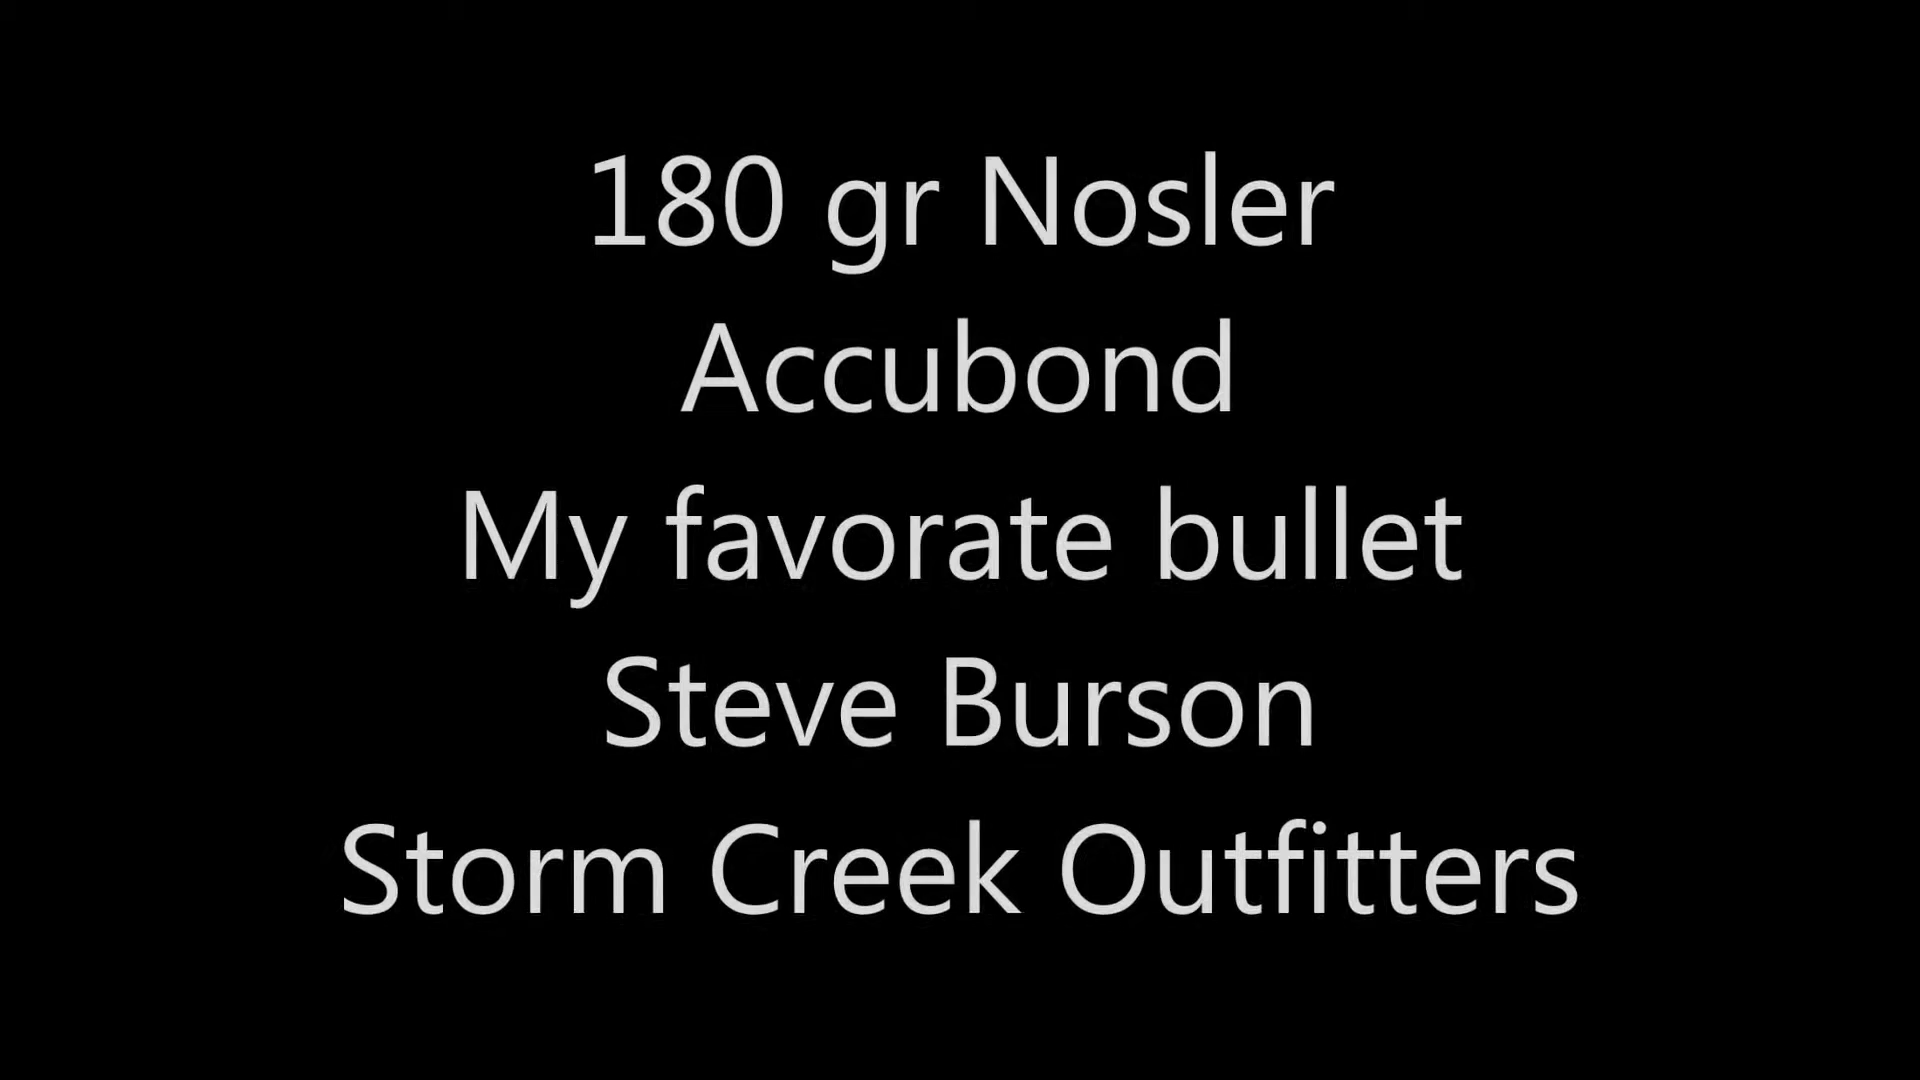 180 gr Nosler
Accubond
My favorate bullet
Steve Burson
Storm Creek Outfitters